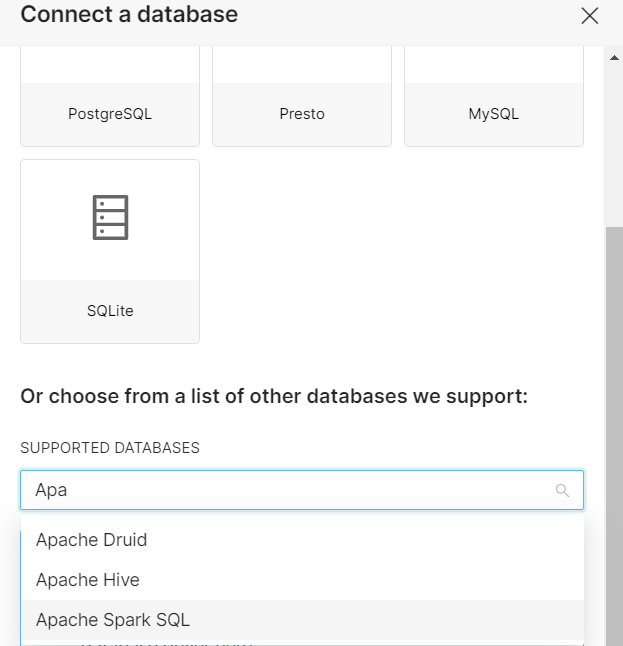 Connect a database
PostgreSQL
Presto
MySQL
SQLite
Or choose from a list of other databases we support:
SUPPORTED DATABASES
Apa
Apache Druid
Apache Hive
Apache Spark SQL